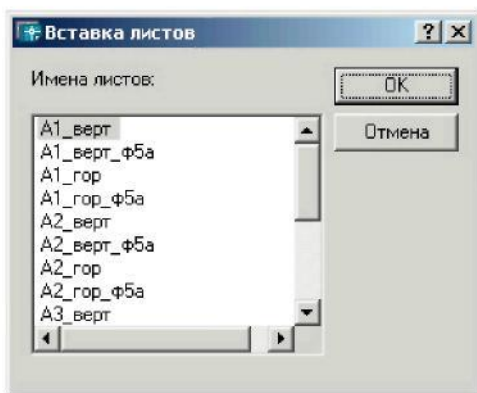 Вставка листов
Имена листов:
OK
Отмена
А1_верт
А1_верт_ф5а
А1_гор
А1_гор_ф5а
А2_верт
А2_верт_ф5а
А2_гор
А2_гор_ф5а
А3_верт